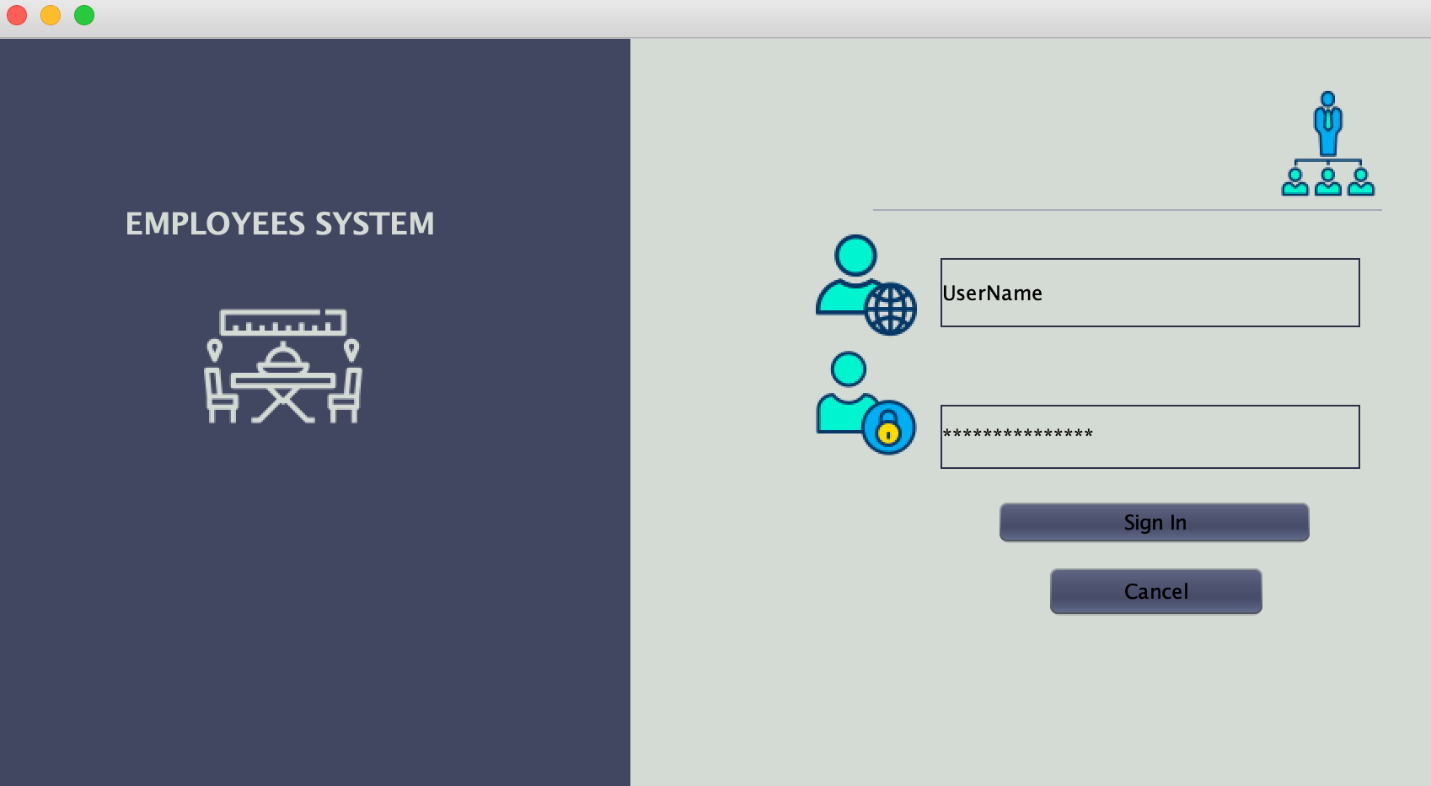 EMPLOYEES SYSTEM
UserName
***************
Sign In
Cancel